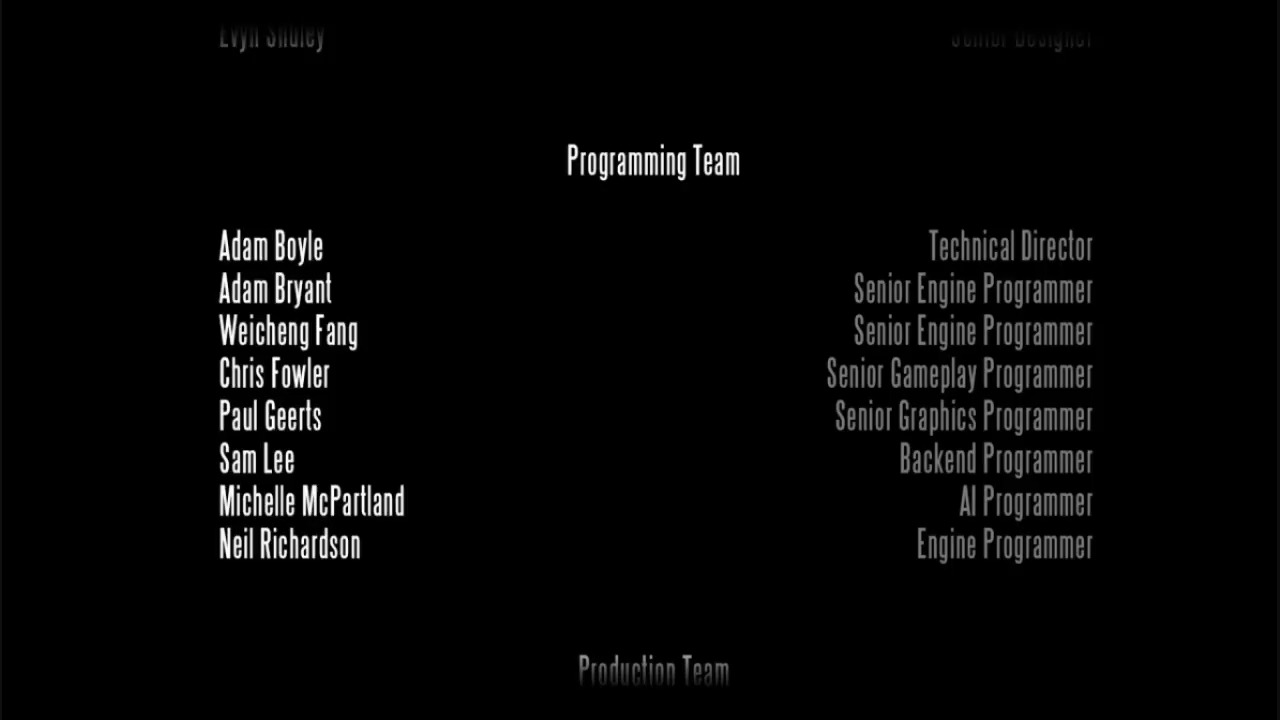 Senior Designer
Programming Team
Adam Boyle Technical Director
Adam Bryant Senior Engine Programmer
Weicheng Fang Senior Engine Programmer
Chris Fowler Senior Gameplay Programmer
Paul Geerts Senior Graphics Programmer
Sam Lee Backend Programmer
Michelle McPartland AI Programmer
Neil Richardson Engine Programmer
Production Team